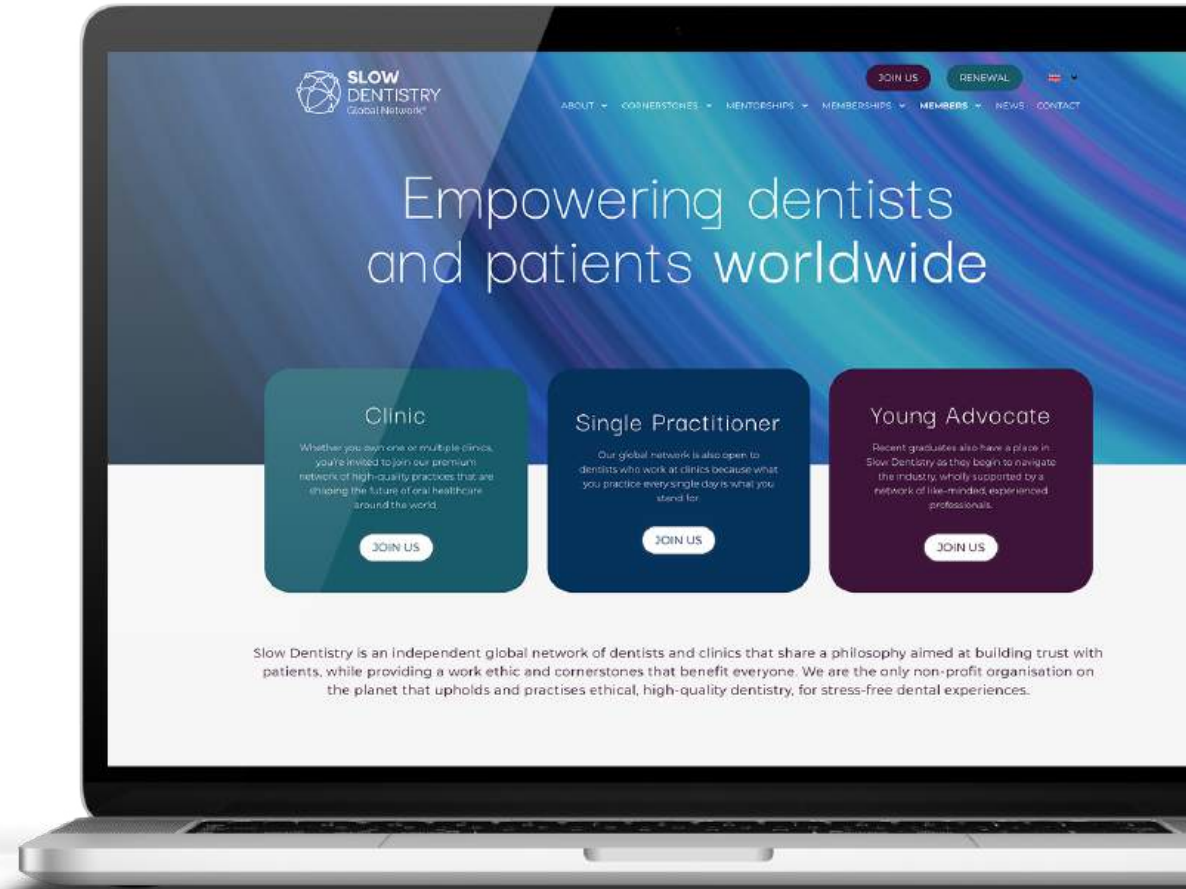 SLOW
DENTISTRY
Global Network®
JOIN US
RENEWAL
ABOUT
CORNERSTONES
MENTORSHIPS
MEMBERSHIPS
MEMBERS
NEWS
CONTACT
Empowering dentists
and patients worldwide
Clinic
Whether you own one or multiple clinics,
you're invited to join our premium
network of high-quality practices that are
shaping the future of oral healthcare
around the world.
JOIN US
Single Practitioner
Our global network is also open to
dentists who work at clinics because what
you practice every single day is what you
stand for.
JOIN US
Young Advocate
Recent graduates also have a place in
Slow Dentistry as they begin to navigate
the industry, wholly supported by a
network of like-minded, experienced
professionals.
JOIN US
Slow Dentistry is an independent global network of dentists and clinics that share a philosophy aimed at building trust with
patients, while providing a work ethic and cornerstones that benefit everyone. We are the only non-profit organisation on
the planet that upholds and practises ethical, high-quality dentistry, for stress-free dental experiences.